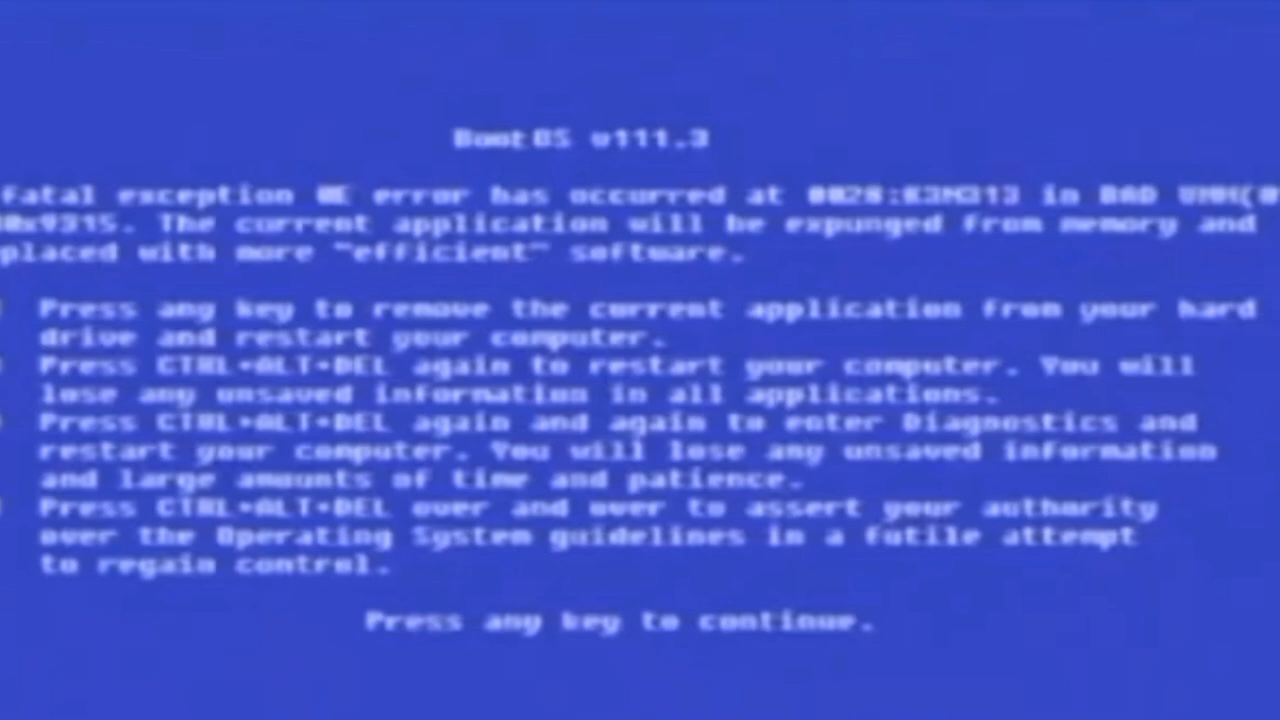 BootOS v111.3
fatal exception 0E error has occurred at 0028:K3M313 in BAD
The current application will be expunged from memory and
placed with more "efficient" software.
Press any key to remove the current application from your hard
drive and restart your computer.
Press CTRL+ALT+DEL again to restart your computer. You will
lose any unsaved information in all applications.
Press CTRL+ALT+DEL again and again to enter Diagnostics and
restart your computer. You will lose any unsaved information
and large amounts of time and patience.
Press CTRL+ALT+DEL over and over to assert your authority
over the Operating System guidelines in a futile attempt
to regain control.
Press any key to continue.